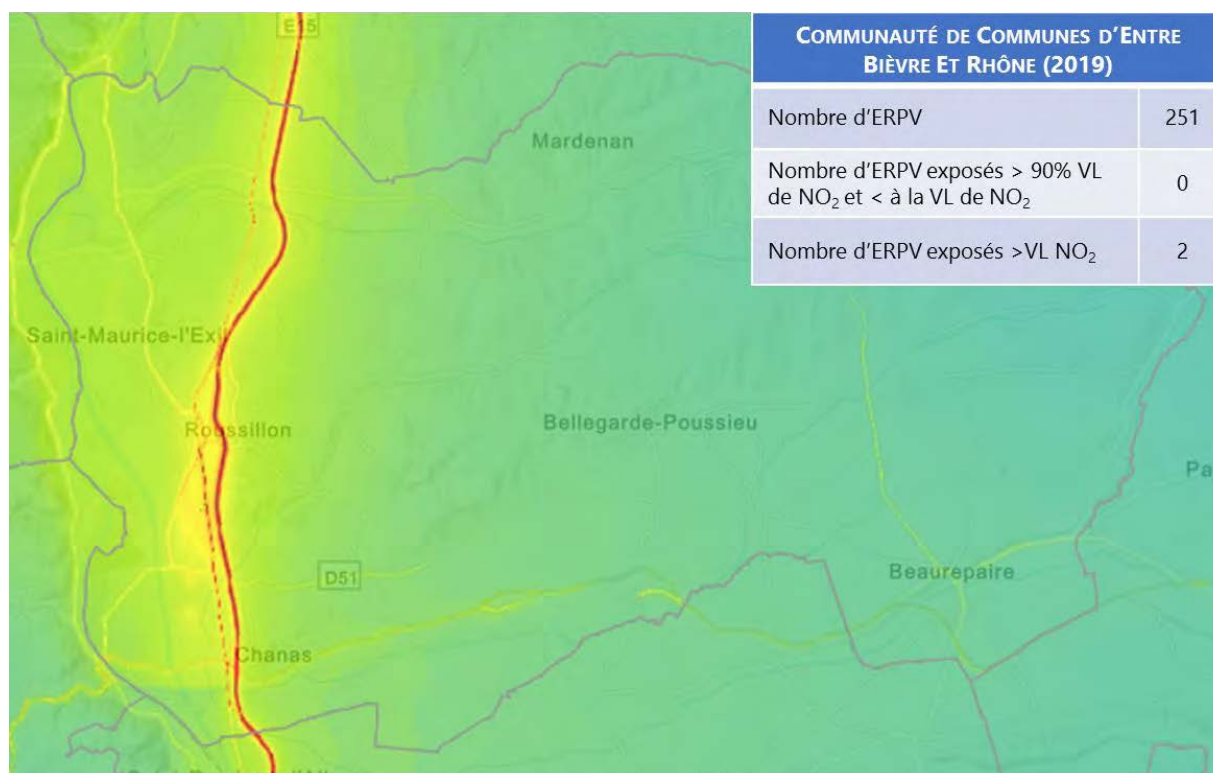 E15
COMMUNAUTÉ DE COMMUNES D'ENTRE
BIÈVRE ET RHÔNE (2019)
Nombre d'ERPV 251
Nombre d'ERPV exposés > 90% VL
de NO₂ et < à la VL de NO₂ 0
Nombre d'ERPV exposés >VL NO₂ 2
Mardenan
Saint-Maurice-l'Exil
Roussillon
Bellegarde-Poussieu
Pa
D51
Beaurepaire
Chanas